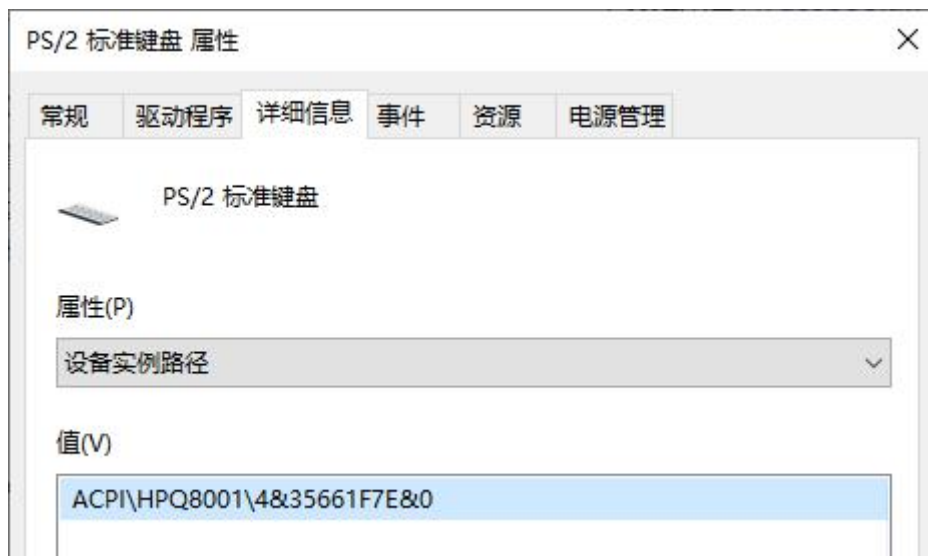 PS/2 标准键盘 属性
常规 驱动程序 详细信息 事件 资源 电源管理
PS/2 标准键盘
属性(P)
设备实例路径
值(V)
ACPI\HPQ8001\4&35661F7E&0